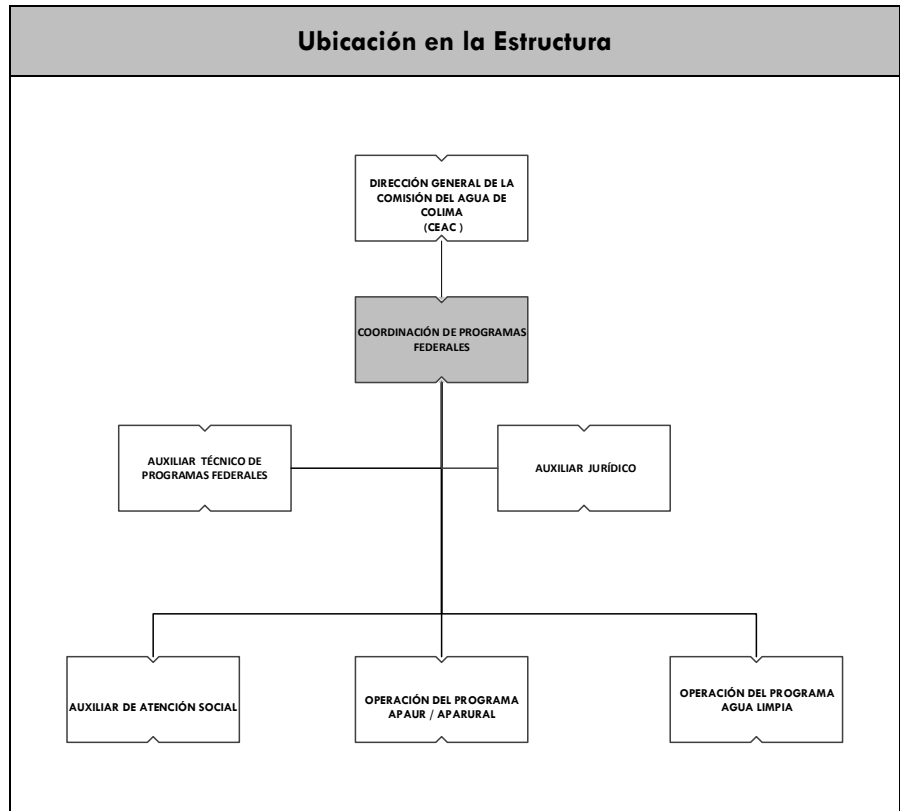 Ubicación en la Estructura
DIRECCIÓN GENERAL DE LA
COMISIÓN DEL AGUA DE
COLIMA
(CEAC )
COORDINACIÓN DE PROGRAMAS
FEDERALES
AUXILIAR TÉCNICO DE
PROGRAMAS FEDERALES
AUXILIAR JURÍDICO
AUXILIAR DE ATENCIÓN SOCIAL
OPERACIÓN DEL PROGRAMA
APAUR / APARURAL
OPERACIÓN DEL PROGRAMA
AGUA LIMPIA